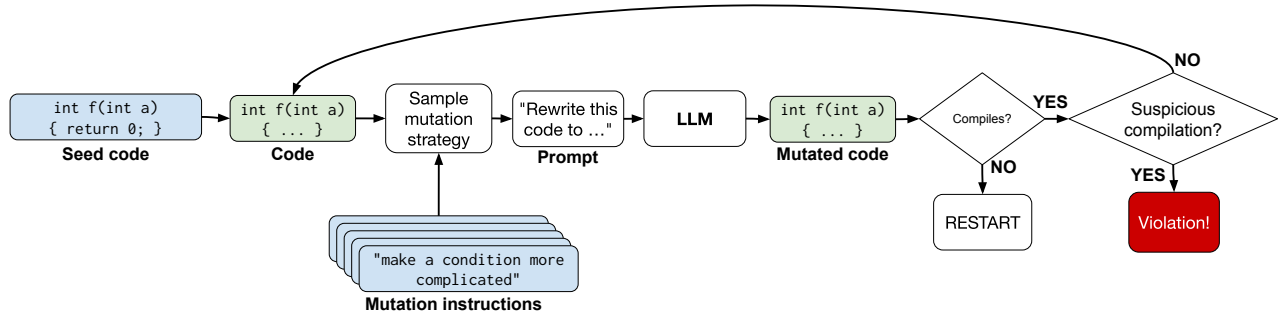 NO
int f(int a)
{ return 0; }
Seed code
int f(int a)
{ ... }
Code
Sample
mutation
strategy
"Rewrite this
code to ..."
Prompt
LLM
int f(int a)
{ ... }
Mutated code
Compiles?
YES
Suspicious
compilation?
NO
RESTART
YES
Violation!
"make a condition more
complicated"
Mutation instructions